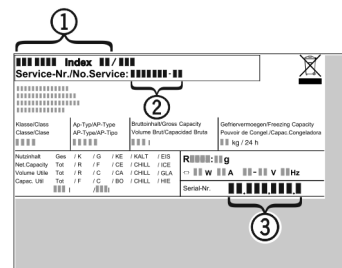 1
Index /
Service-Nr./No.Service: -
2
Klasse/Class
Classe/Clase
Ap-Typ/AP-Type
AP-Type/AP-Tipo
Bruttoinhalt/Gross Capacity
Volume Brut/Capacidad Bruta
l
Gefriervermoegen/Freezing Capacity
Pouvoir de Congel./Capac.Congeladora
kg / 24 h
Nutzinhalt Ges / K / G / KE / KALT / EIS
Net.Capacity Tot / R / F / CE / CHILL / ICE
Volume Utile Tot / R / C / CA / CHILL / GLA
Capac. Util Tot / F / C / BO / CHILL / HIE
l / l
R : g
W A - V Hz
Serial-Nr. . . .
3